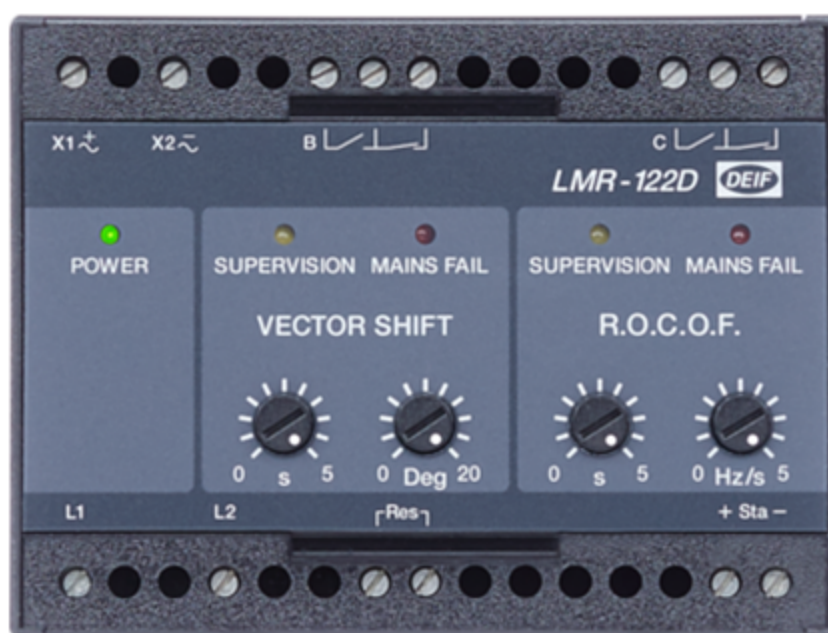 X1 X2 B C
LMR-122D DEIF
POWER SUPERVISION MAINS FAIL SUPERVISION MAINS FAIL
VECTOR SHIFT R.O.C.O.F.
0 s 5 0 Deg 20 0 s 5 0 Hz/s 5
L1 L2 Res + Sta -